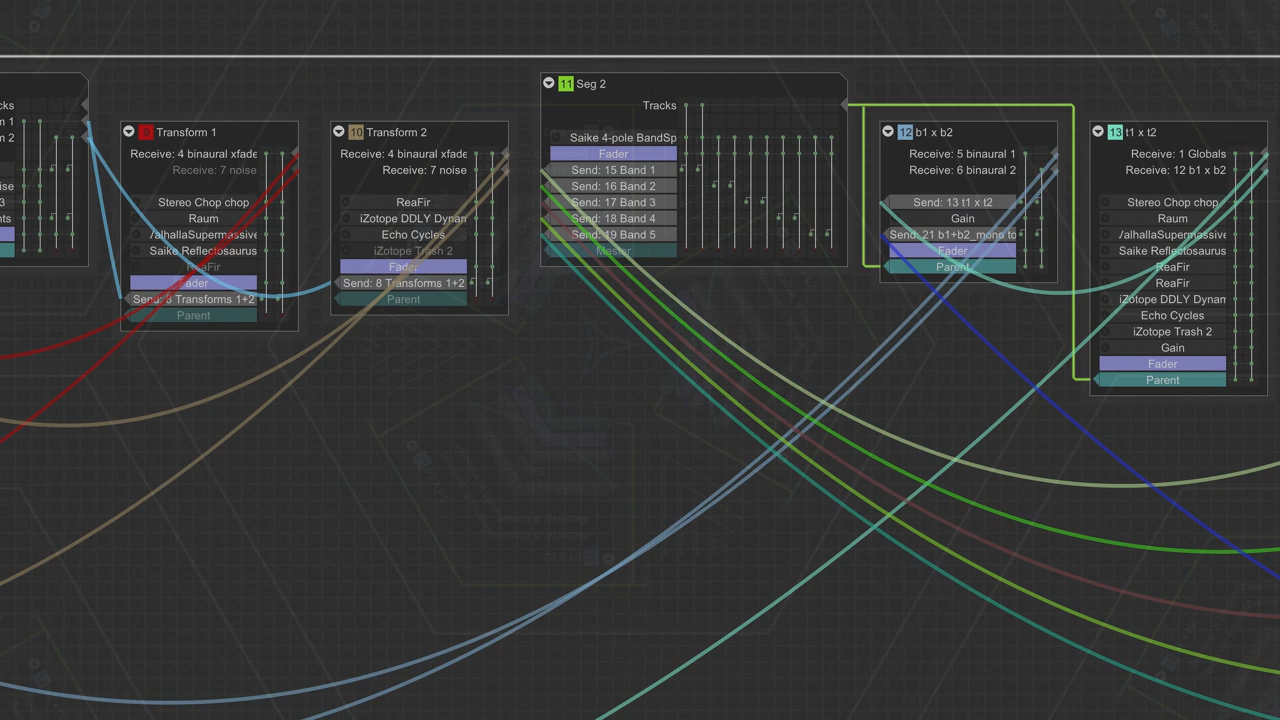 cks
m 1
m 2
ise
3
nts
9 Transform 1
Receive: 4 binaural xfade
Receive: 7 noise
Stereo Chop chop
Raum
/alhallaSupermassive
Saike Reflectosaurus
ReaFir
Fader
Send: 8 Transforms 1+2
Parent
10 Transform 2
Receive: 4 binaural xfade
Receive: 7 noise
ReaFir
iZotope DDLY Dynam
Echo Cycles
iZotope Trash 2
Fader
Send: 8 Transforms 1+2
Parent
11 Seg 2
Tracks
Saike 4-pole BandSp
Fader
Send: 15 Band 1
Send: 16 Band 2
Send: 17 Band 3
Send: 18 Band 4
Send: 19 Band 5
Master
12 b1 x b2
Receive: 5 binaural 1
Receive: 6 binaural 2
Send: 13 t1 x t2
Gain
Send: 21 b1+b2_mono to
Fader
Parent
13 t1 x t2
Receive: 1 Globals
Receive: 12 b1 x b2
Stereo Chop chop
Raum
/alhallaSupermassive
Saike Reflectosaurus
ReaFir
ReaFir
iZotope DDLY Dynam
Echo Cycles
iZotope Trash 2
Gain
Fader
Parent